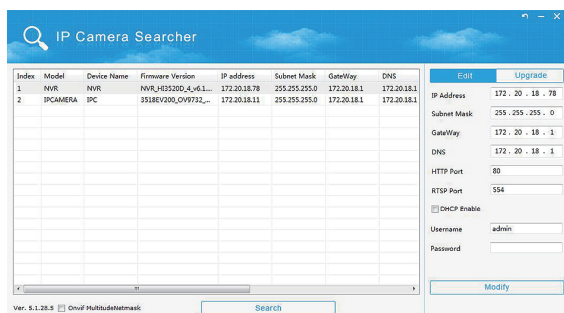 IP Camera Searcher
Index Model Device Name Firmware Version IP address Subnet Mask GateWay DNS
1 NVR NVR NVR_HI3520D_4_v6.1.... 172.20.18.78 255.255.255.0 172.20.18.1 172.20.18.1
2 IPCAMERA IPC 3518EV200_OV9732_... 172.20.18.11 255.255.255.0 172.20.18.1 172.20.18.1
Edit Upgrade
IP Address 172 . 20 . 18 . 78
Subnet Mask 255 . 255 . 255 . 0
GateWay 172 . 20 . 18 . 1
DNS 172 . 20 . 18 . 1
HTTP Port 80
RTSP Port 554
DHCP Enable
Username admin
Password
Modify
Ver. 5.1.28.5 Onvif MultitudeNetmask Search